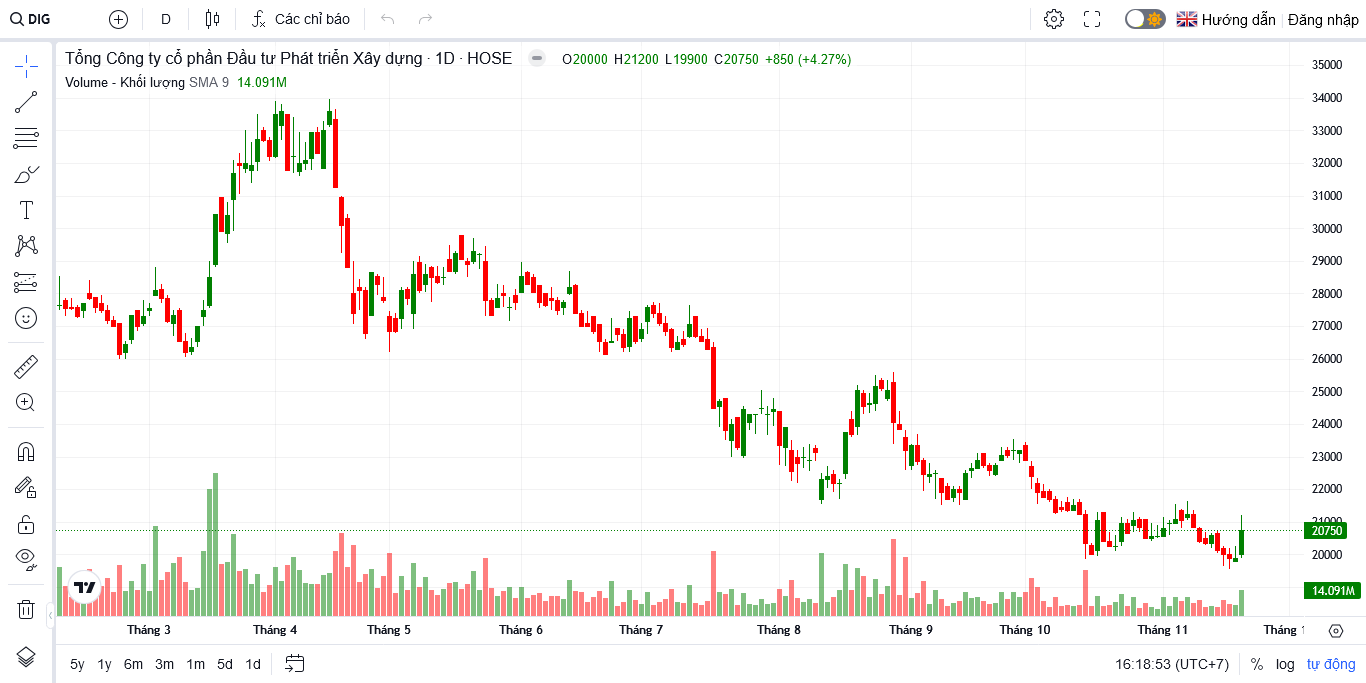 DIG D Các chỉ báo Hướng dẫn Đăng nhập
Tổng Công ty cổ phần Đầu tư Phát triển Xây dựng · 1D · HOSE O20000 H21200 L19900 C20750 +850 (+4.27%)
Volume - Khối lượng SMA 9 14.091M
35000
34000
33000
32000
31000
30000
29000
28000
27000
26000
25000
24000
23000
22000
21000
20750
20000
14.091M
Tháng 3 Tháng 4 Tháng 5 Tháng 6 Tháng 7 Tháng 8 Tháng 9 Tháng 10 Tháng 11 Tháng 1
5y 1y 6m 3m 1m 5d 1d 16:18:53 (UTC+7) % log tự động